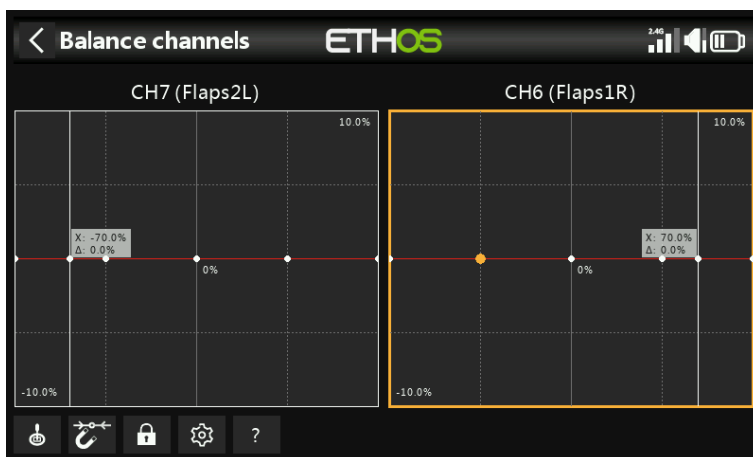 Balance channels
ETHOS
2.4G
CH7 (Flaps2L)
CH6 (Flaps1R)
10.0%
10.0%
X: -70.0%
Δ: 0.0%
X: 70.0%
Δ: 0.0%
0%
0%
-10.0%
-10.0%
?